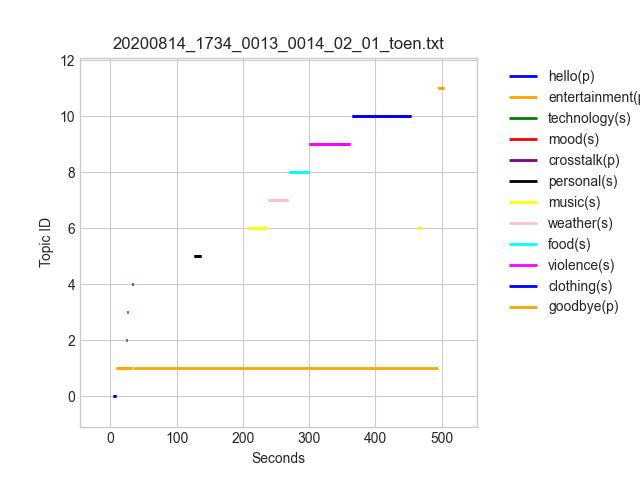 20200814_1734_0013_0014_02_01_toen.txt
12
10
8
6
4
2
0
Topic ID
0 100 200 300 400 500
Seconds
hello(p)
entertainment(p
technology(s)
mood(s)
crosstalk(p)
personal(s)
music(s)
weather(s)
food(s)
violence(s)
clothing(s)
goodbye(p)